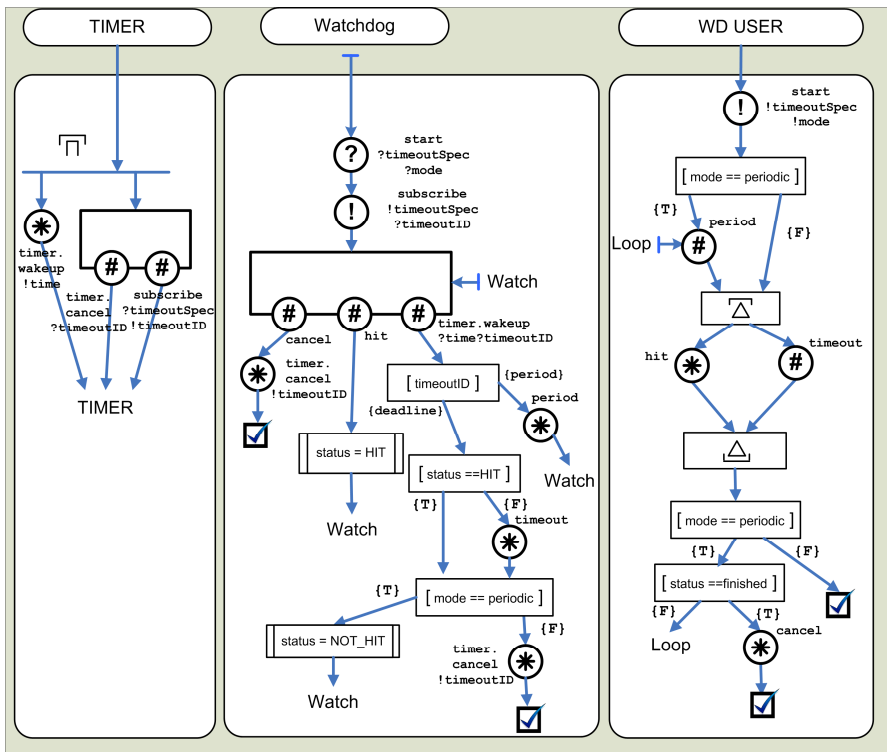 TIMER
Watchdog
WD USER
timer.
wakeup
!time
timer.
cancel
?timeoutID
subscribe
?timeoutSpec
!timeoutID
TIMER
?
start
?timeoutSpec
?mode
!
subscribe
!timeoutSpec
?timeoutID
Watch
#
#
#
cancel
hit
timer.wakeup
?time?timeoutID
timer.
cancel
!timeoutID
[ timeoutID ]
{period}
period
{deadline}
status = HIT
Watch
Watch
[ status ==HIT ]
{T}
{F}
timeout
[ mode == periodic ]
{T}
{F}
status = NOT_HIT
Watch
timer.
cancel
!timeoutID
!
start
!timeoutSpec
!mode
[ mode == periodic ]
{T}
{F}
period
Loop
#
hit
timeout
#
[ mode == periodic ]
{T}
{F}
[ status ==finished ]
{F}
{T}
Loop
cancel